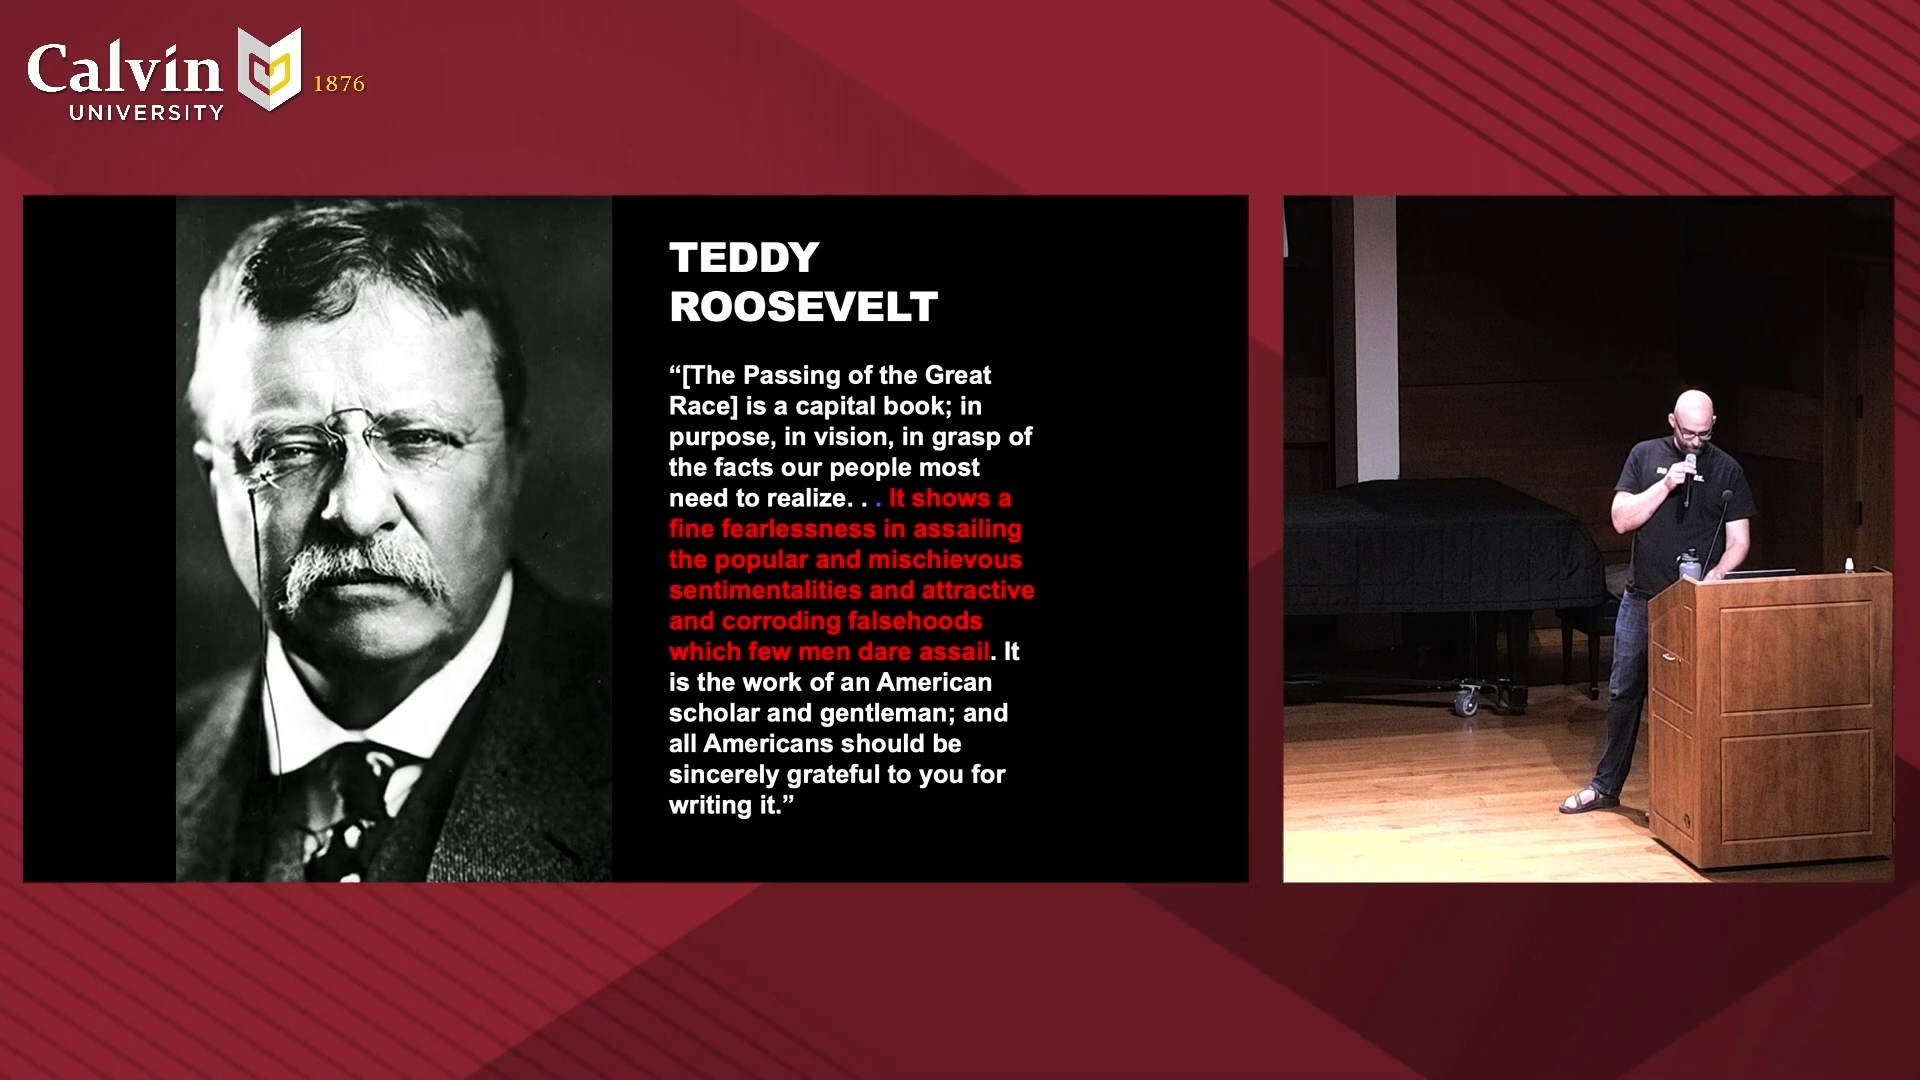 Calvin
UNIVERSITY
1876
TEDDY
ROOSEVELT
“[The Passing of the Great
Race] is a capital book; in
purpose, in vision, in grasp of
the facts our people most
need to realize. . . It shows a
fine fearlessness in assailing
the popular and mischievous
sentimentalities and attractive
and corroding falsehoods
which few men dare assail. It
is the work of an American
scholar and gentleman; and
all Americans should be
sincerely grateful to you for
writing it.”